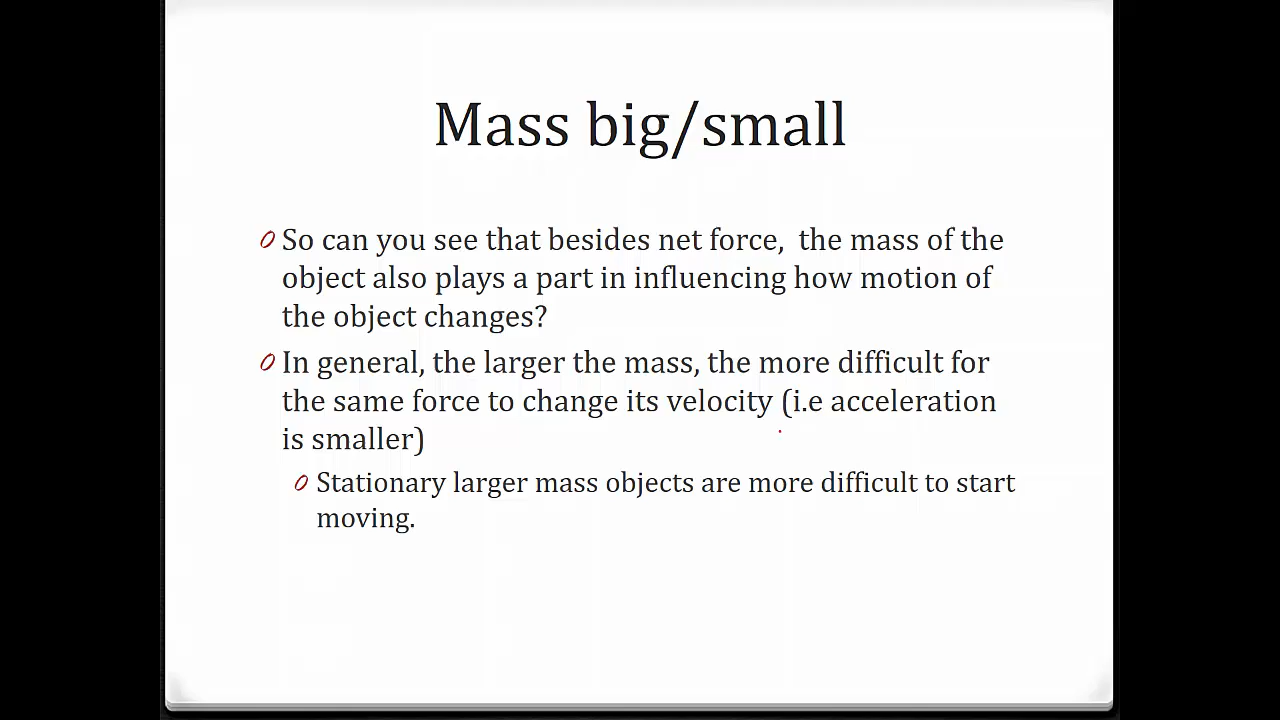 Mass big/small
So can you see that besides net force,  the mass of the
object also plays a part in influencing how motion of
the object changes?
In general, the larger the mass, the more difficult for
the same force to change its velocity (i.e acceleration
is smaller)
Stationary larger mass objects are more difficult to start
moving.